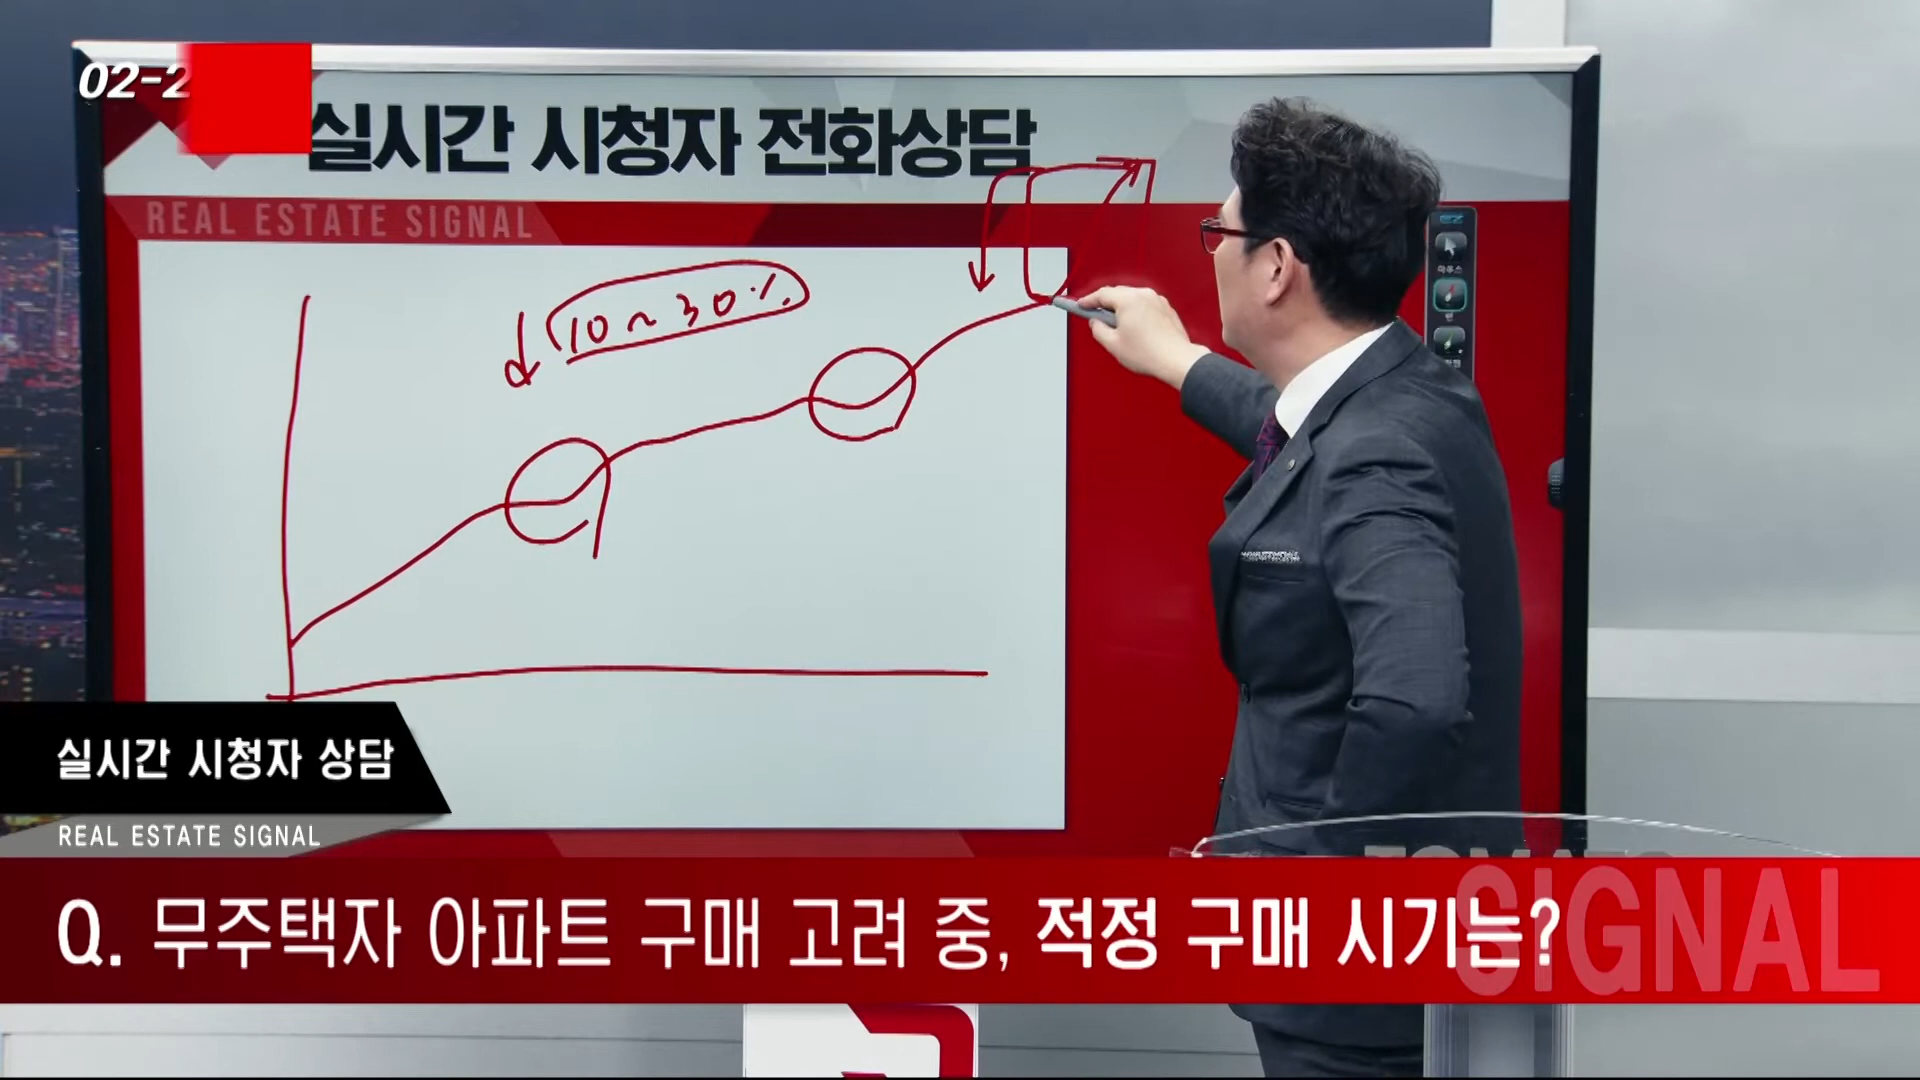 02-2
실시간 시청자 전화상담
REAL ESTATE SIGNAL
10~30%
실시간 시청자 상담
REAL ESTATE SIGNAL
Q. 무주택자 아파트 구매 고려 중, 적정 구매 시기는?
SIGNAL